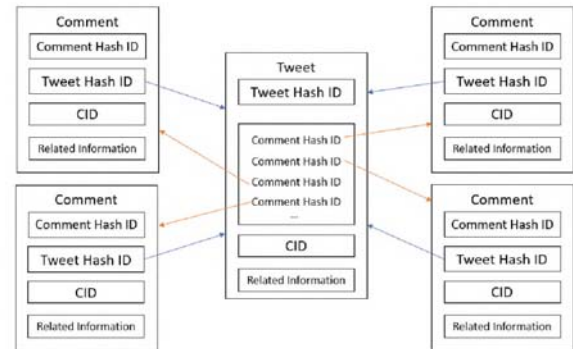 Comment
Comment Hash ID
Tweet Hash ID
CID
Related Information
Comment
Comment Hash ID
Tweet Hash ID
CID
Related Information
Tweet
Tweet Hash ID
Comment Hash ID
Comment Hash ID
Comment Hash ID
Comment Hash ID
...
CID
Related Information
Comment
Comment Hash ID
Tweet Hash ID
CID
Related Information
Comment
Comment Hash ID
Tweet Hash ID
CID
Related Information